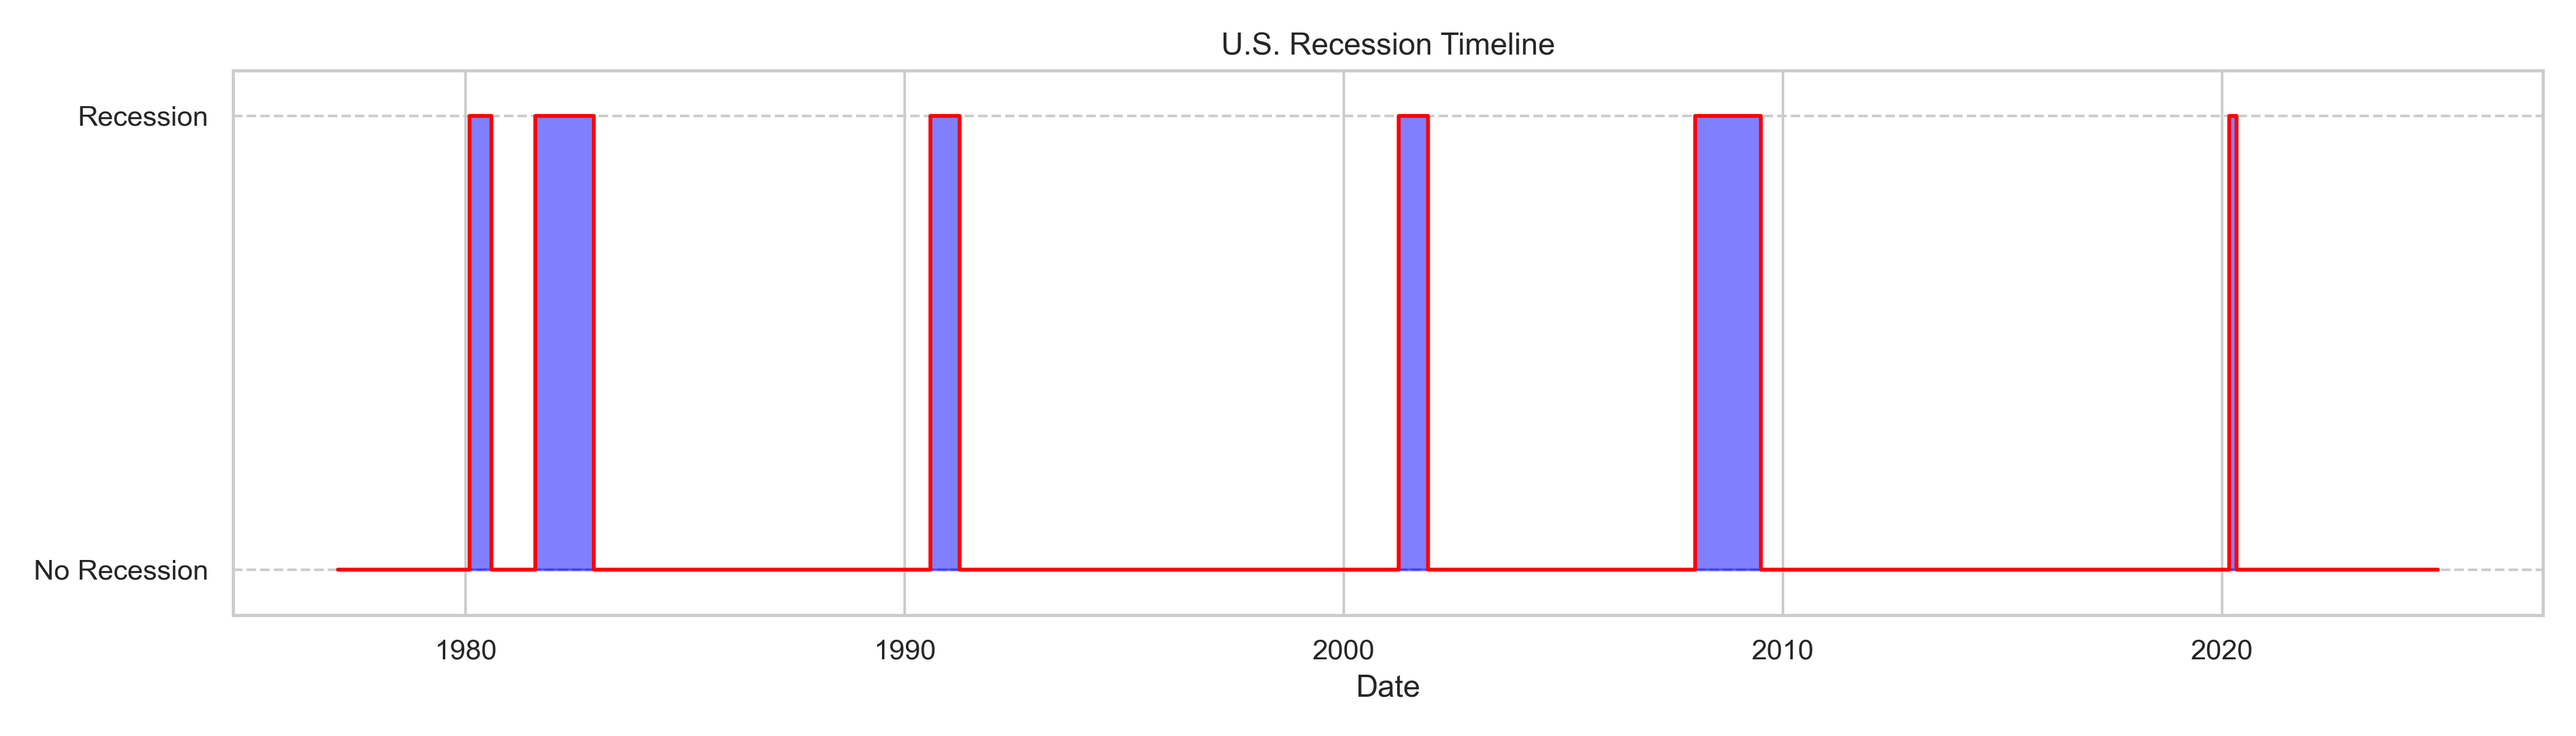 U.S. Recession Timeline
Recession
No Recession
1980 1990 2000 2010 2020
Date